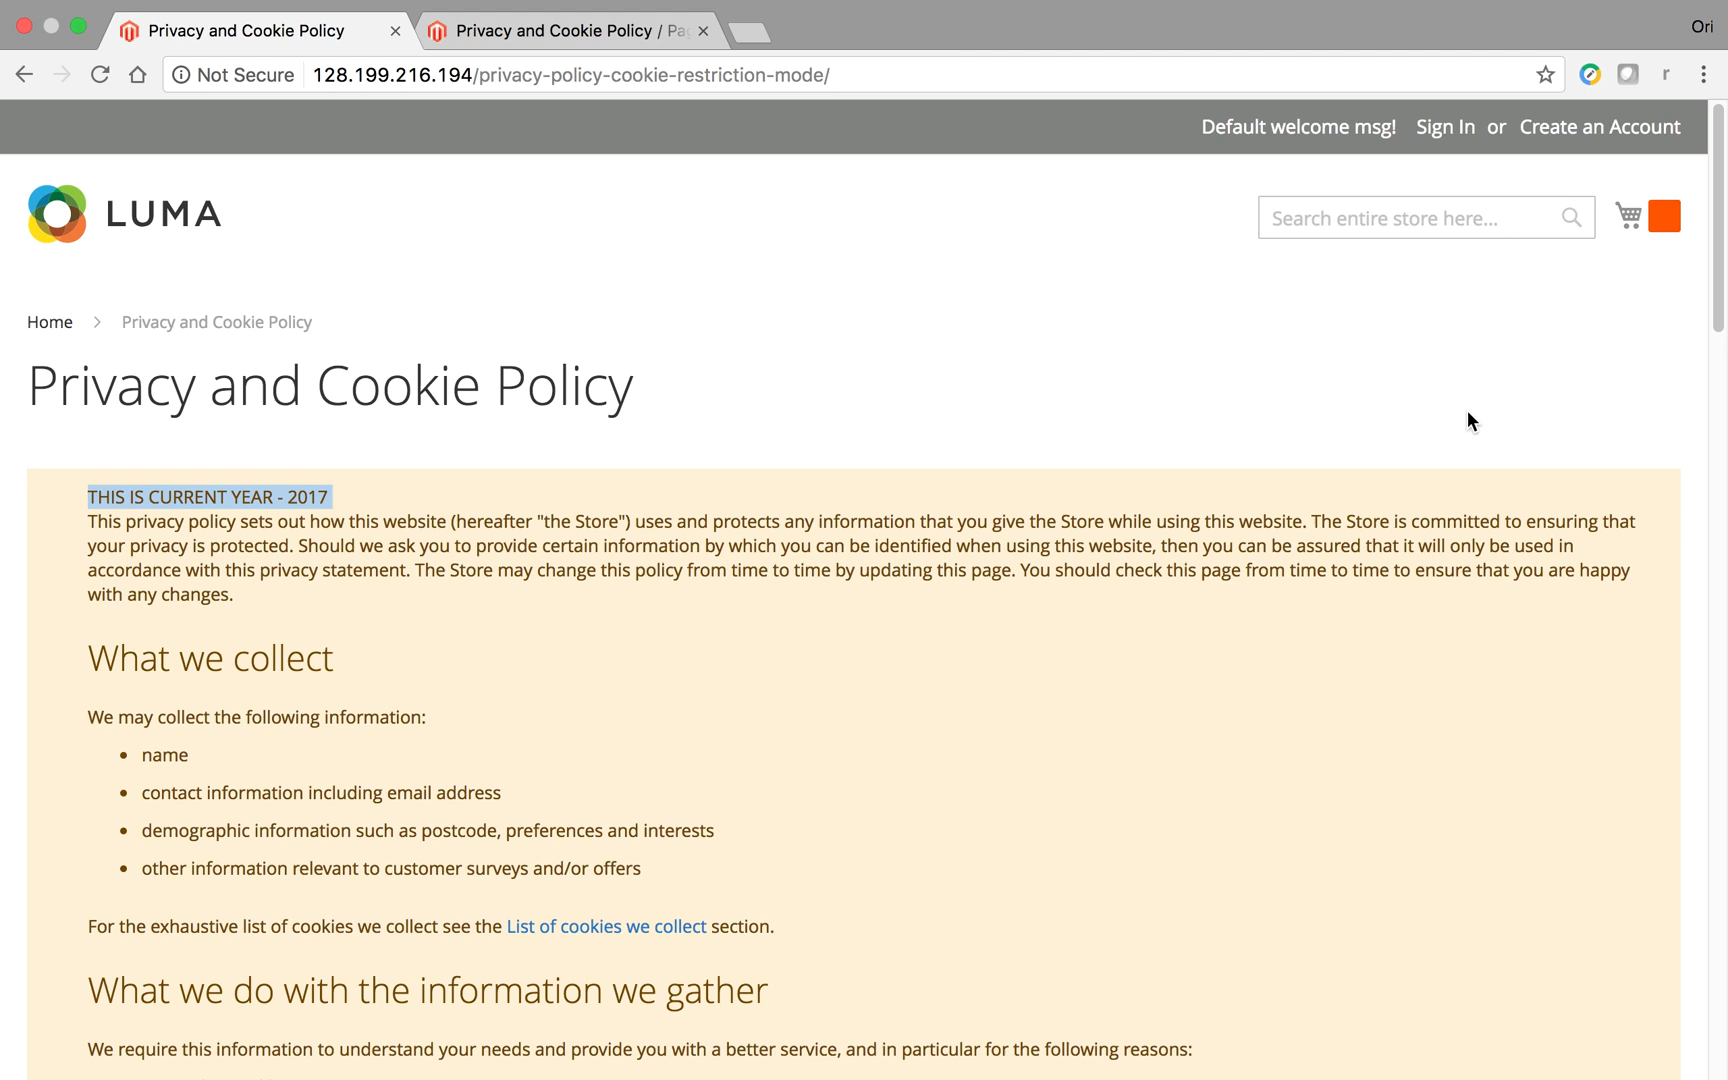 Privacy and Cookie Policy
Privacy and Cookie Policy / Pa
Ori
Not Secure
128.199.216.194/privacy-policy-cookie-restriction-mode/
r
Default welcome msg! Sign In or Create an Account
LUMA
Search entire store here...
Home > Privacy and Cookie Policy
Privacy and Cookie Policy
THIS IS CURRENT YEAR - 2017
This privacy policy sets out how this website (hereafter "the Store") uses and protects any information that you give the Store while using this website. The Store is committed to ensuring that
your privacy is protected. Should we ask you to provide certain information by which you can be identified when using this website, then you can be assured that it will only be used in
accordance with this privacy statement. The Store may change this policy from time to time by updating this page. You should check this page from time to time to ensure that you are happy
with any changes.
What we collect
We may collect the following information:
• name
• contact information including email address
• demographic information such as postcode, preferences and interests
• other information relevant to customer surveys and/or offers
For the exhaustive list of cookies we collect see the List of cookies we collect section.
What we do with the information we gather
We require this information to understand your needs and provide you with a better service, and in particular for the following reasons: